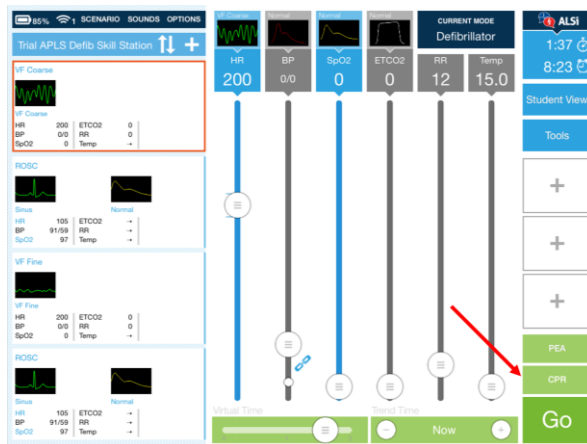 85% 1 SCENARIO SOUNDS OPTIONS
Trial APLS Defib Skill Station
VF Coarse
VF Coarse
HR 200 ETCO2 0
BP 0/0 RR 0
SpO2 0 Temp →
ROSC
Sinus Normal
HR 105 ETCO2 →
BP 91/59 RR →
SpO2 97 Temp →
VF Fine
VF Fine
HR 200 ETCO2 0
BP 0/0 RR 0
SpO2 0 Temp →
ROSC
Sinus Normal
HR 105 ETCO2 →
BP 91/59 RR →
SpO2 97 Temp →
VF Coarse Normal Normal Normal
HR BP SpO2 ETCO2 RR Temp
200 0/0 0 0 12 15.0
CURRENT MODE
Defibrillator
Virtual Time Trend Time
Now
ALSi
1:37
8:23
Student View
Tools
PEA
CPR
Go